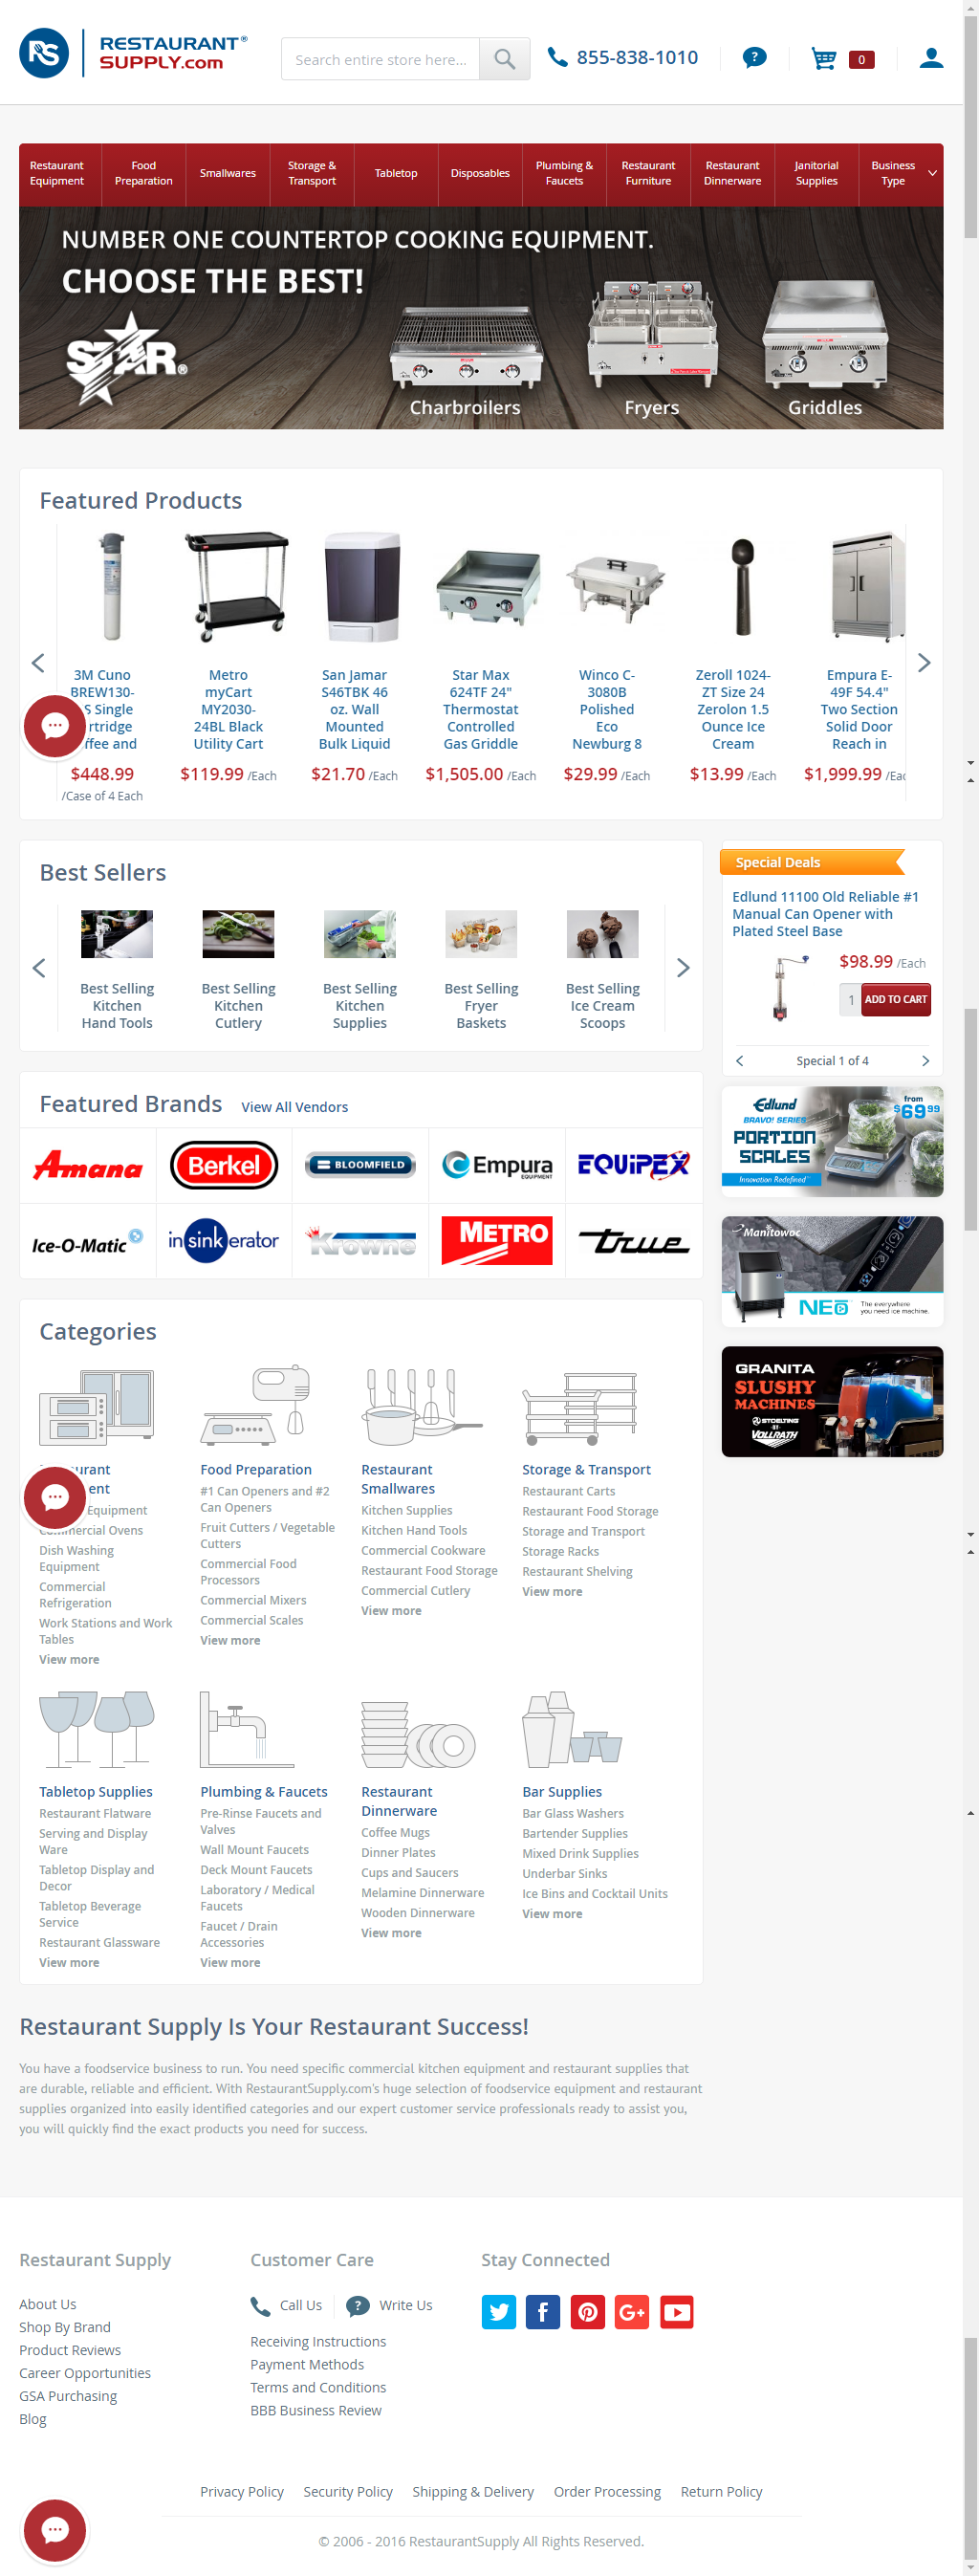 RS RESTAURANT®
SUPPLY.com
Search entire store here...
855-838-1010
?
0
Restaurant
Equipment
Food
Preparation
Smallwares
Storage &
Transport
Tabletop
Disposables
Plumbing &
Faucets
Restaurant
Furniture
Restaurant
Dinnerware
Janitorial
Supplies
Business
Type
NUMBER ONE COUNTERTOP COOKING EQUIPMENT.
CHOOSE THE BEST!
STAR®
Charbroilers
Fryers
Griddles
Featured Products
3M Cuno
BREW130-
S Single
rtridge
ffee and
$448.99
/Case of 4 Each
Metro
myCart
MY2030-
24BL Black
Utility Cart
$119.99 /Each
San Jamar
S46TBK 46
oz. Wall
Mounted
Bulk Liquid
$21.70 /Each
Star Max
624TF 24"
Thermostat
Controlled
Gas Griddle
$1,505.00 /Each
Winco C-
3080B
Polished
Eco
Newburg 8
$29.99 /Each
Zeroll 1024-
ZT Size 24
Zerolon 1.5
Ounce Ice
Cream
$13.99 /Each
Empura E-
49F 54.4"
Two Section
Solid Door
Reach in
$1,999.99 /Eac
Best Sellers
Best Selling
Kitchen
Hand Tools
Best Selling
Kitchen
Cutlery
Best Selling
Kitchen
Supplies
Best Selling
Fryer
Baskets
Best Selling
Ice Cream
Scoops
Special Deals
Edlund 11100 Old Reliable #1
Manual Can Opener with
Plated Steel Base
$98.99 /Each
1 ADD TO CART
Special 1 of 4
Edlund
BRAVO! SERIES
PORTION
SCALES
Innovation Redefined
from
$69 99
Manitowoc
NEO
The everywhere
you need ice machine.
GRANITA
SLUSHY
MACHINES
STOELTING
BY
VOLLRATH
Featured Brands View All Vendors
Amana
Berkel
BLOOMFIELD
Empura
EQUIPMENT
EQUIPEX
Ice-O-Matic
insinkerator
Krowne
METRO
true
Categories
urant
ent
Equipment
Commercial Ovens
Dish Washing
Equipment
Commercial
Refrigeration
Work Stations and Work
Tables
View more
Food Preparation
#1 Can Openers and #2
Can Openers
Fruit Cutters / Vegetable
Cutters
Commercial Food
Processors
Commercial Mixers
Commercial Scales
View more
Restaurant
Smallwares
Kitchen Supplies
Kitchen Hand Tools
Commercial Cookware
Restaurant Food Storage
Commercial Cutlery
View more
Storage & Transport
Restaurant Carts
Restaurant Food Storage
Storage and Transport
Storage Racks
Restaurant Shelving
View more
Tabletop Supplies
Restaurant Flatware
Serving and Display
Ware
Tabletop Display and
Decor
Tabletop Beverage
Service
Restaurant Glassware
View more
Plumbing & Faucets
Pre-Rinse Faucets and
Valves
Wall Mount Faucets
Deck Mount Faucets
Laboratory / Medical
Faucets
Faucet / Drain
Accessories
View more
Restaurant
Dinnerware
Coffee Mugs
Dinner Plates
Cups and Saucers
Melamine Dinnerware
Wooden Dinnerware
View more
Bar Supplies
Bar Glass Washers
Bartender Supplies
Mixed Drink Supplies
Underbar Sinks
Ice Bins and Cocktail Units
View more
Restaurant Supply Is Your Restaurant Success!
You have a foodservice business to run. You need specific commercial kitchen equipment and restaurant supplies that
are durable, reliable and efficient. With RestaurantSupply.com's huge selection of foodservice equipment and restaurant
supplies organized into easily identified categories and our expert customer service professionals ready to assist you,
you will quickly find the exact products you need for success.
Restaurant Supply
About Us
Shop By Brand
Product Reviews
Career Opportunities
GSA Purchasing
Blog
Customer Care
Call Us
? Write Us
Receiving Instructions
Payment Methods
Terms and Conditions
BBB Business Review
Stay Connected
f
G+
Privacy Policy
Security Policy
Shipping & Delivery
Order Processing
Return Policy
© 2006 - 2016 RestaurantSupply All Rights Reserved.